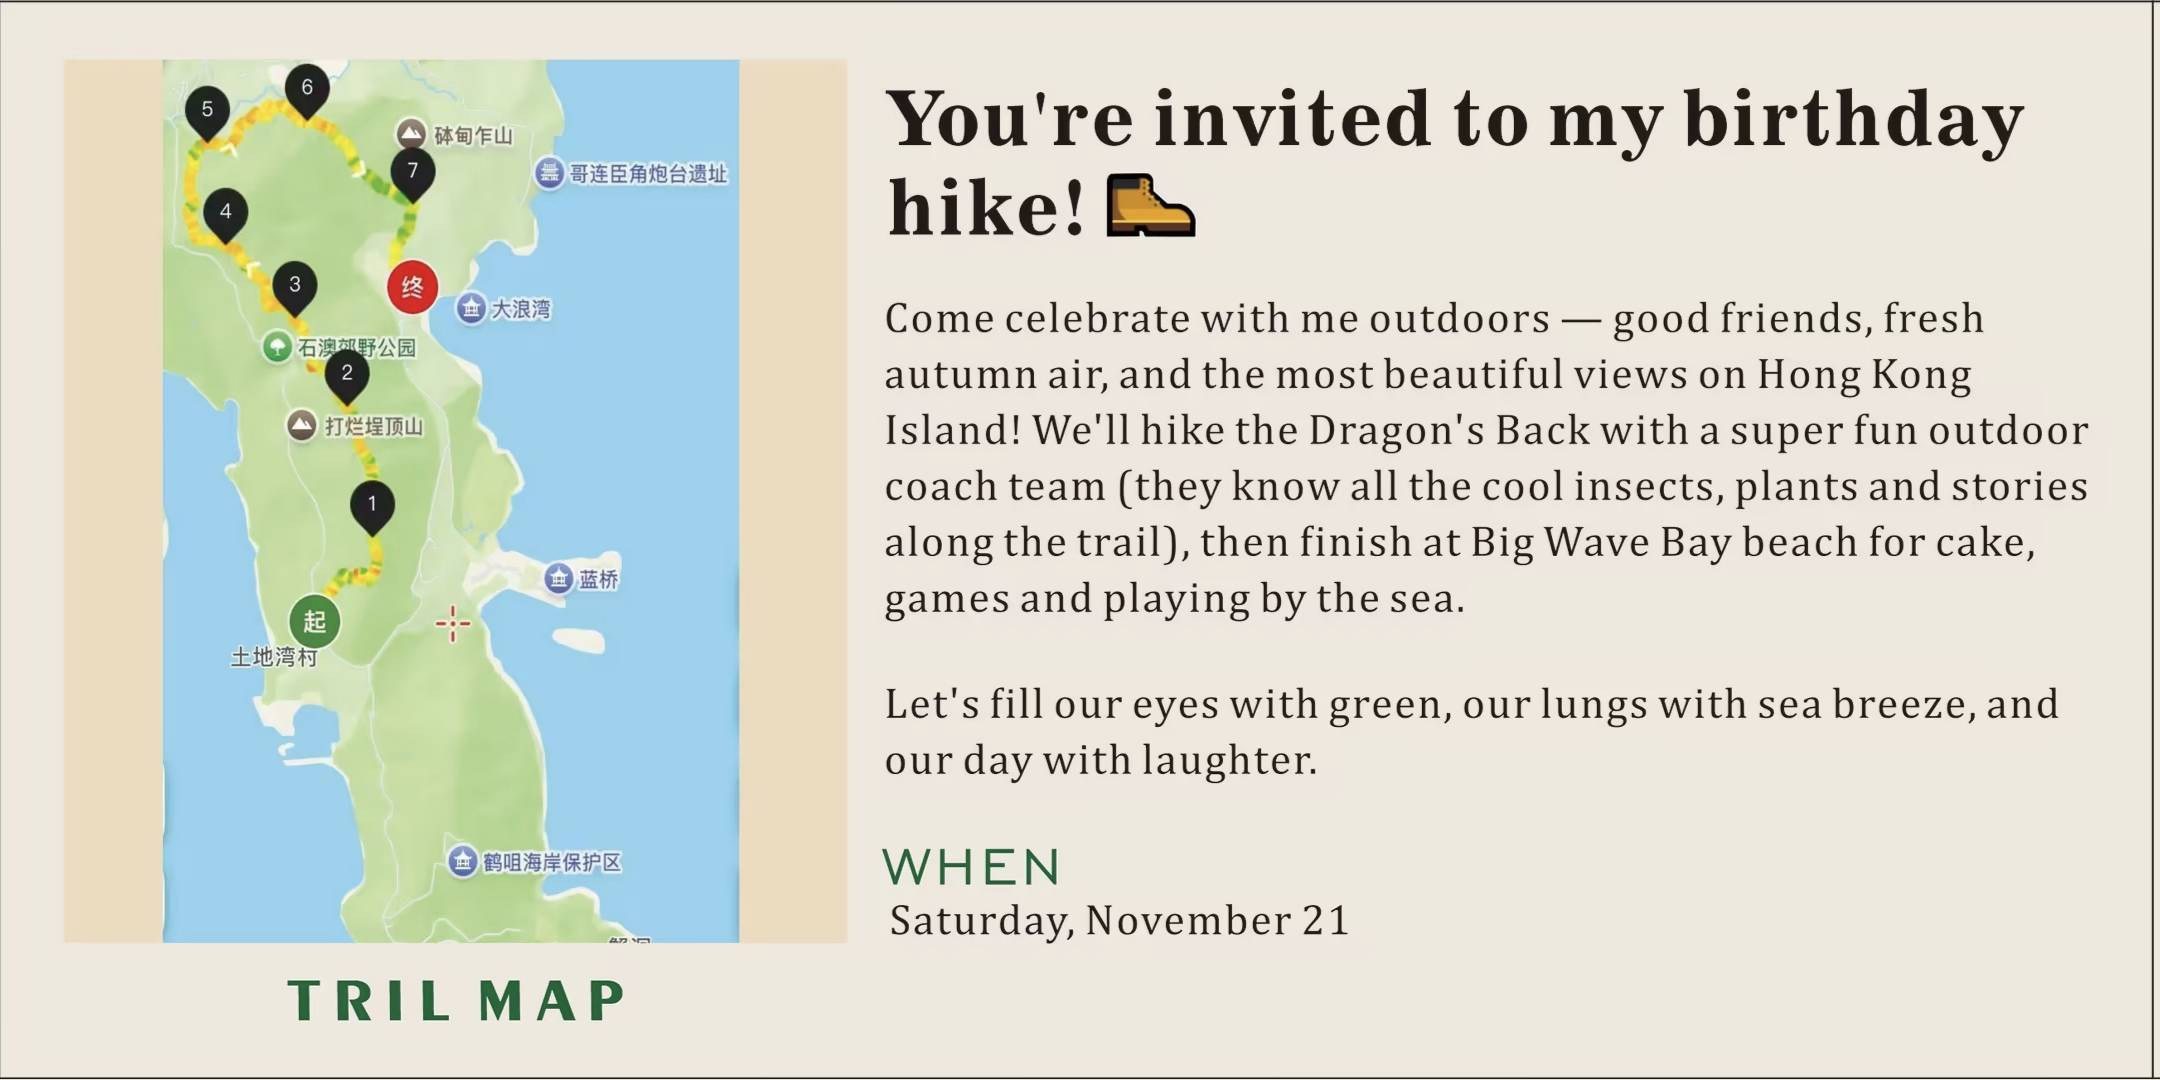 5
6
砵甸乍山
7
哥连臣角炮台遗址
4
3
终
大浪湾
石澳郊野公园
2
打烂埕顶山
1
蓝桥
起
土地湾村
鹤咀海岸保护区
TRIL MAP
You're invited to my birthday
hike!
Come celebrate with me outdoors — good friends, fresh
autumn air, and the most beautiful views on Hong Kong
Island! We'll hike the Dragon's Back with a super fun outdoor
coach team (they know all the cool insects, plants and stories
along the trail), then finish at Big Wave Bay beach for cake,
games and playing by the sea.
Let's fill our eyes with green, our lungs with sea breeze, and
our day with laughter.
WHEN
Saturday, November 21